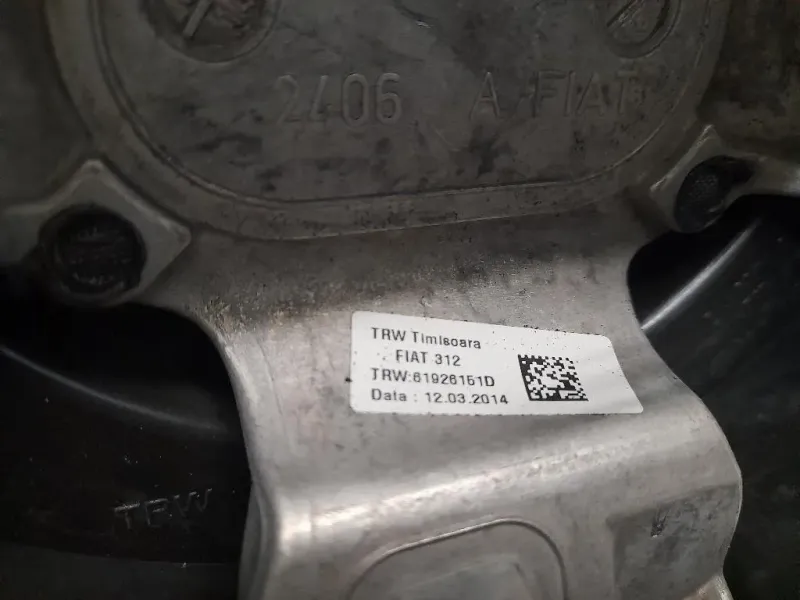 2406 A FIAT
TRW Timisoara
FIAT 312
TRW:61926151D
Data : 12.03.2014
TRW